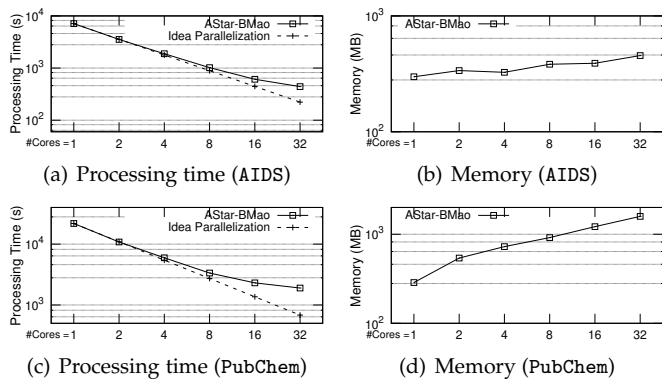 Processing Time (s)
10^4
10^3
10^2
AStar-BMao
Idea Parallelization
#Cores = 1 2 4 8 16 32
(a) Processing time (AIDS)
Memory (MB)
10^3
10^2
AStar-BMao
#Cores = 1 2 4 8 16 32
(b) Memory (AIDS)
Processing Time (s)
10^4
10^3
AStar-BMao
Idea Parallelization
#Cores = 1 2 4 8 16 32
(c) Processing time (PubChem)
Memory (MB)
10^3
10^2
AStar-BMao
#Cores = 1 2 4 8 16 32
(d) Memory (PubChem)